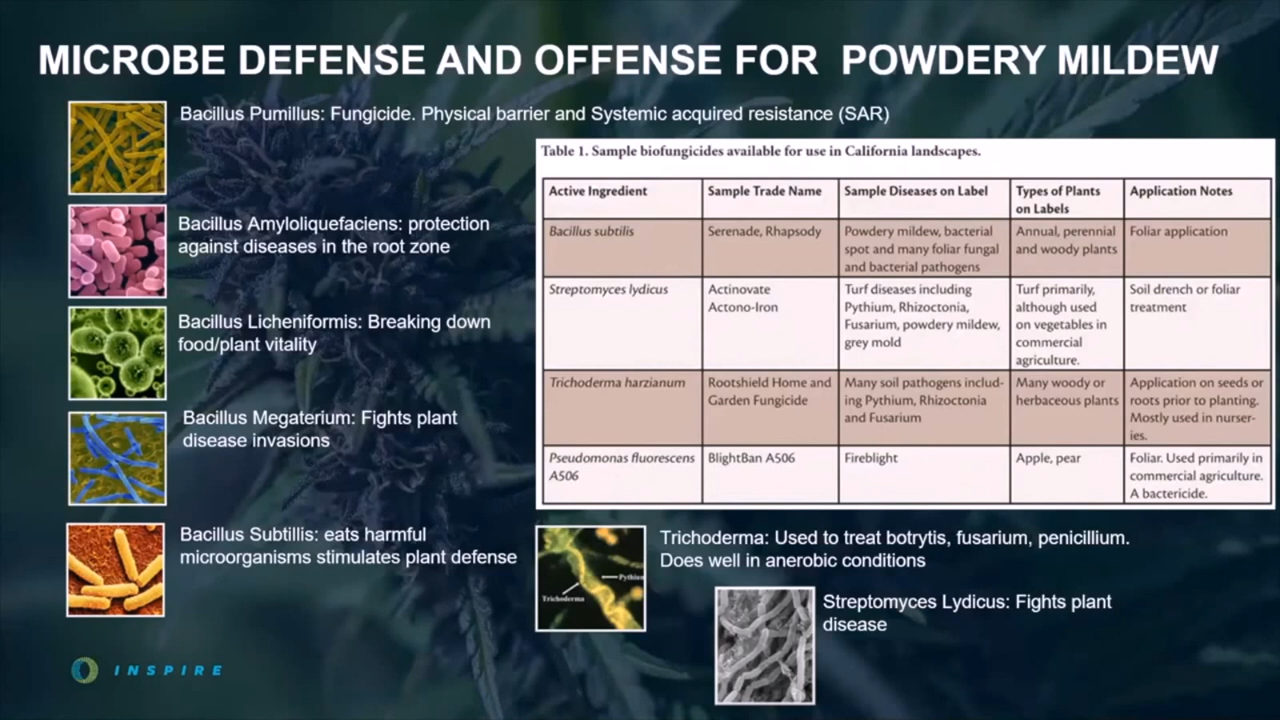 MICROBE DEFENSE AND OFFENSE FOR POWDERY MILDEW
Bacillus Pumillus: Fungicide. Physical barrier and Systemic acquired resistance (SAR)
Bacillus Amyloliquefaciens: protection
against diseases in the root zone
Bacillus Licheniformis: Breaking down
food/plant vitality
Bacillus Megaterium: Fights plant
disease invasions
Bacillus Subtillis: eats harmful
microorganisms stimulates plant defense
Table 1. Sample biofungicides available for use in California landscapes.
Active Ingredient
Sample Trade Name
Sample Diseases on Label
Types of Plants
on Labels
Application Notes
Bacillus subtilis
Serenade, Rhapsody
Powdery mildew, bacterial
spot and many foliar fungal
and bacterial pathogens
Annual, perennial
and woody plants
Foliar application
Streptomyces lydicus
Actinovate
Actono-Iron
Turf diseases including
Pythium, Rhizoctonia,
Fusarium, powdery mildew,
grey mold
Turf primarily,
although used
on vegetables in
commercial
agriculture.
Soil drench or foliar
treatment
Trichoderma harzianum
Rootshield Home and
Garden Fungicide
Many soil pathogens includ-
ing Pythium, Rhizoctonia
and Fusarium
Many woody or
herbaceous plants
Application on seeds or
roots prior to planting.
Mostly used in nurser-
ies.
Pseudomonas fluorescens
A506
BlightBan A506
Fireblight
Apple, pear
Foliar. Used primarily in
commercial agriculture.
A bactericide.
Pythium
Trichoderma
Trichoderma: Used to treat botrytis, fusarium, penicillium.
Does well in anerobic conditions
Streptomyces Lydicus: Fights plant
disease
INSPIRE